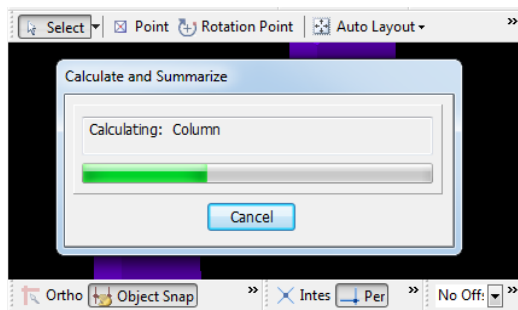 Select Point Rotation Point Auto Layout »
Calculate and Summarize
Calculating: Column
Cancel
Ortho Object Snap » Intes Per » No Off: »